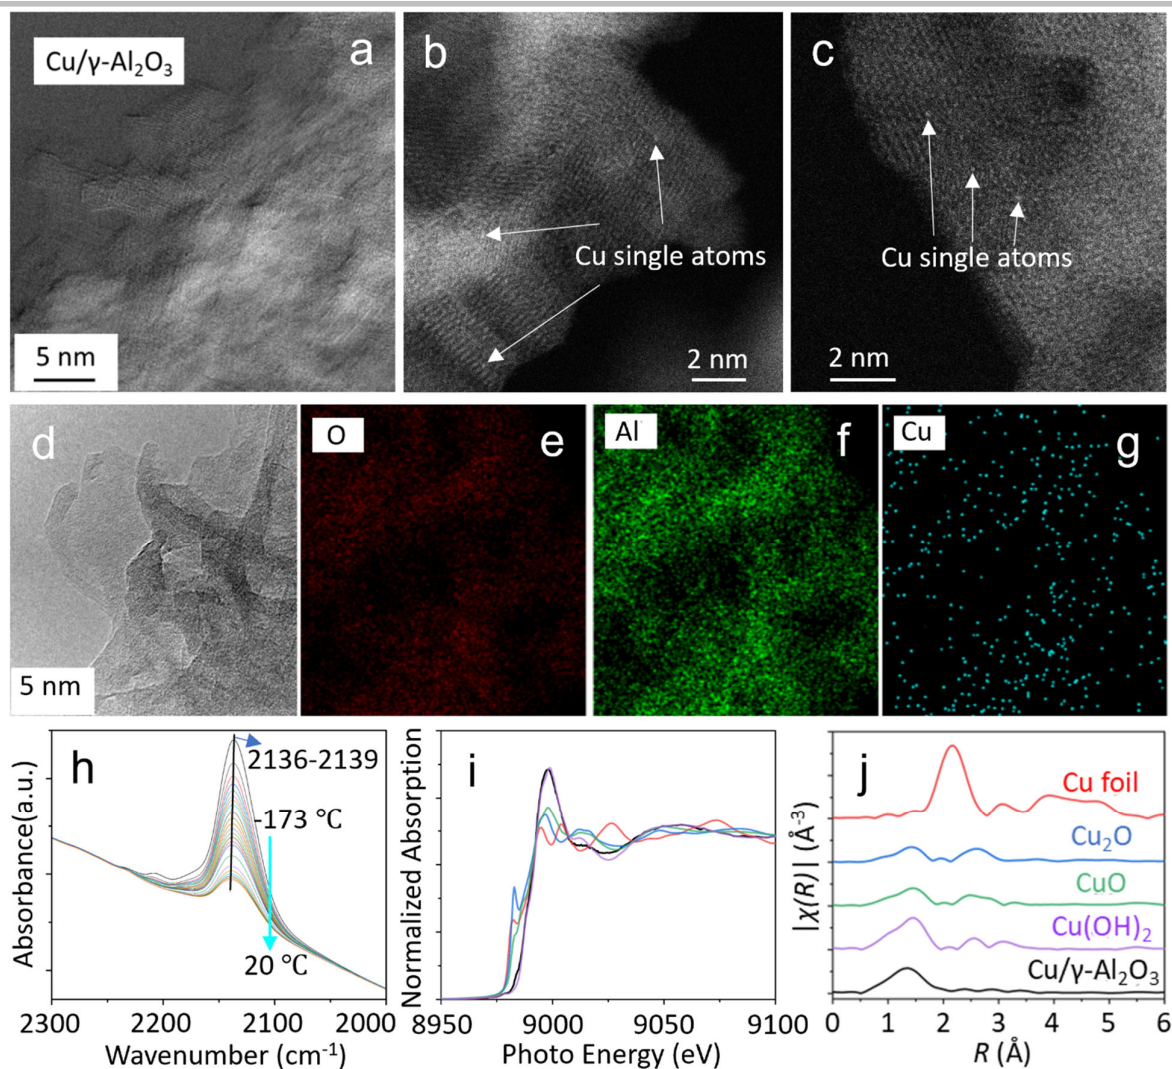 Cu/γ-Al₂O₃
a
5 nm
b
Cu single atoms
2 nm
c
Cu single atoms
2 nm
d
5 nm
O
e
Al
f
Cu
g
h
2136-2139
-173 ℃
20 ℃
Absorbance(a.u.)
2300 2200 2100 2000
Wavenumber (cm⁻¹)
i
Normalized Absorption
8950 9000 9050 9100
Photo Energy (eV)
j
Cu foil
Cu₂O
CuO
Cu(OH)₂
Cu/γ-Al₂O₃
|χ(R) | (Å⁻³)
0 1 2 3 4 5 6
R (Å)